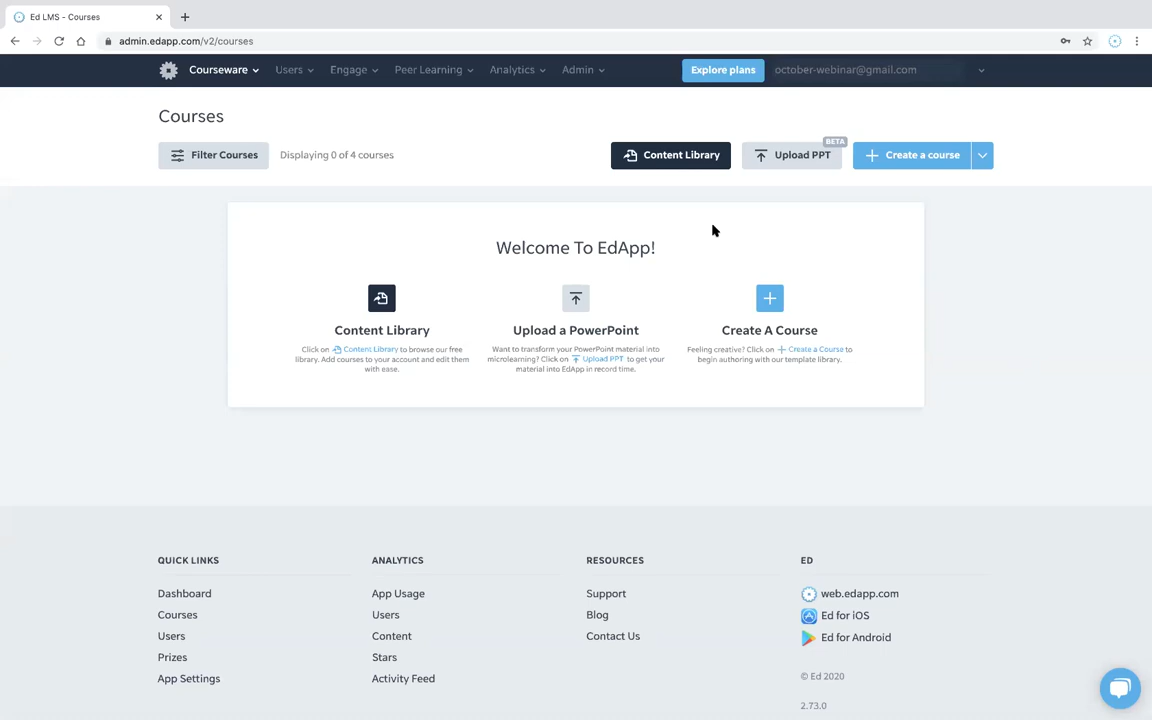 Ed LMS - Courses
admin.edapp.com/v2/courses
Courseware Users Engage Peer Learning Analytics Admin Explore plans october-webinar@gmail.com
Courses
Filter Courses Displaying 0 of 4 courses Content Library Upload PPT BETA Create a course
Welcome To EdApp!
Content Library
Click on Content Library to browse our free
library. Add courses to your account and edit them
with ease.
Upload a PowerPoint
Want to transform your PowerPoint material into
microlearning? Click on Upload PPT to get your
material into EdApp in record time.
Create A Course
Feeling creative? Click on + Create a Course to
begin authoring with our template library.
QUICK LINKS
Dashboard
Courses
Users
Prizes
App Settings
ANALYTICS
App Usage
Users
Content
Stars
Activity Feed
RESOURCES
Support
Blog
Contact Us
ED
web.edapp.com
Ed for iOS
Ed for Android
© Ed 2020
2.73.0